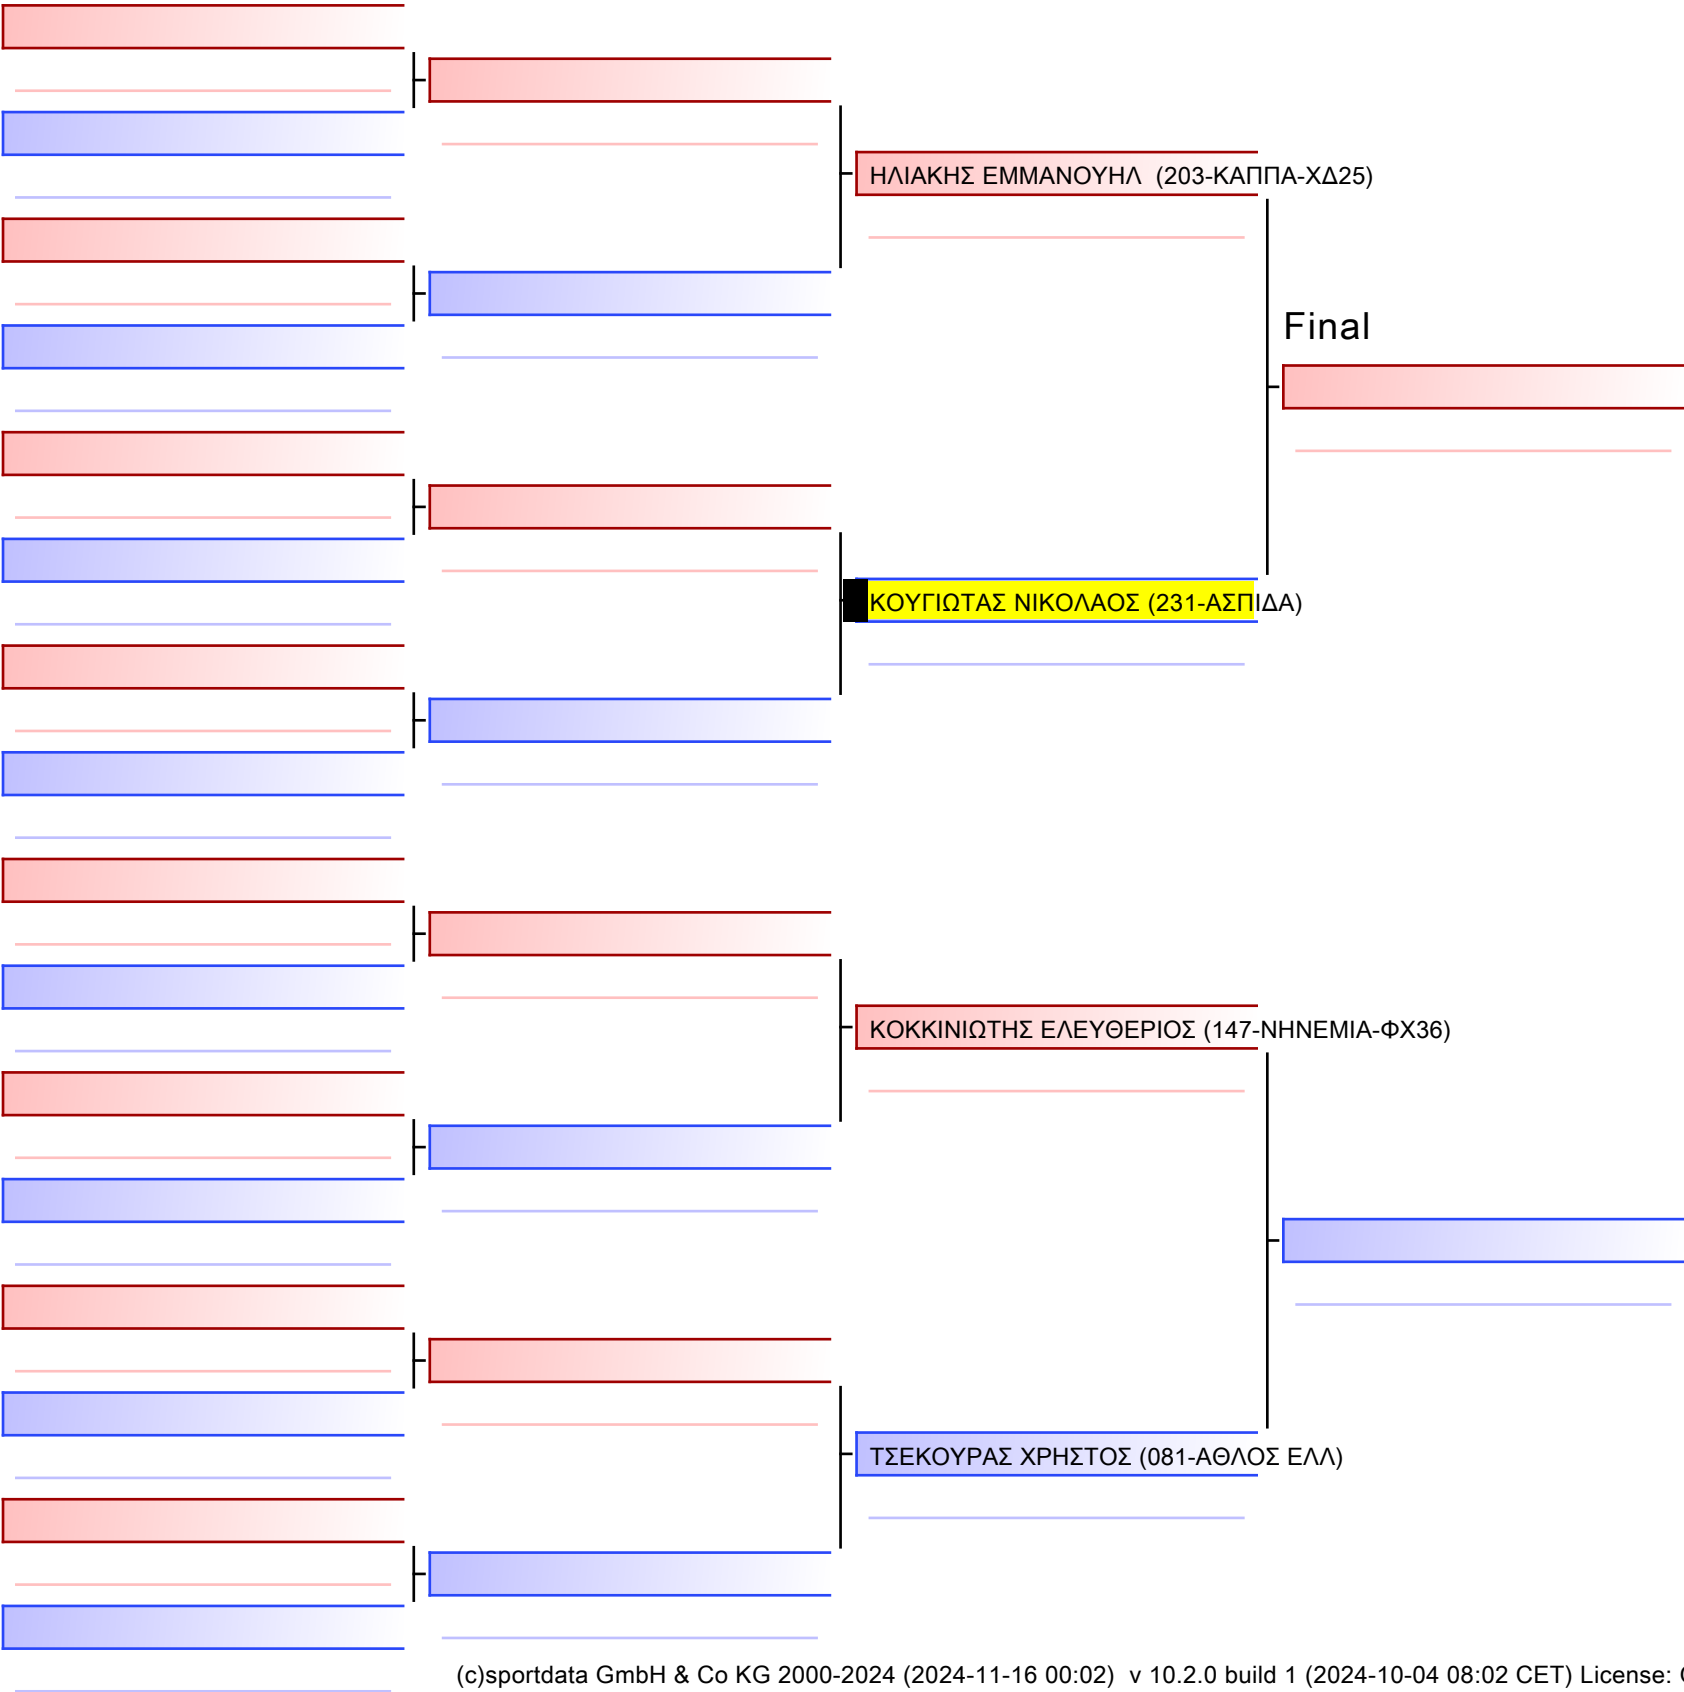 ΗΛΙΑΚΗΣ ΕΜΜΑΝΟΥΗΛ  (203-ΚΑΠΠΑ-ΧΔ25)
Final
ΚΟΥΓΙΩΤΑΣ ΝΙΚΟΛΑΟΣ (231-ΑΣΠΙΔΑ)
ΚΟΚΚΙΝΙΩΤΗΣ ΕΛΕΥΘΕΡΙΟΣ (147-ΝΗΝΕΜΙΑ-ΦΧ36)
ΤΣΕΚΟΥΡΑΣ ΧΡΗΣΤΟΣ (081-ΑΘΛΟΣ ΕΛΛ)
(c)sportdata GmbH & Co KG 2000-2024 (2024-11-16 00:02)  v 10.2.0 build 1 (2024-10-04 08:02 CET) License: